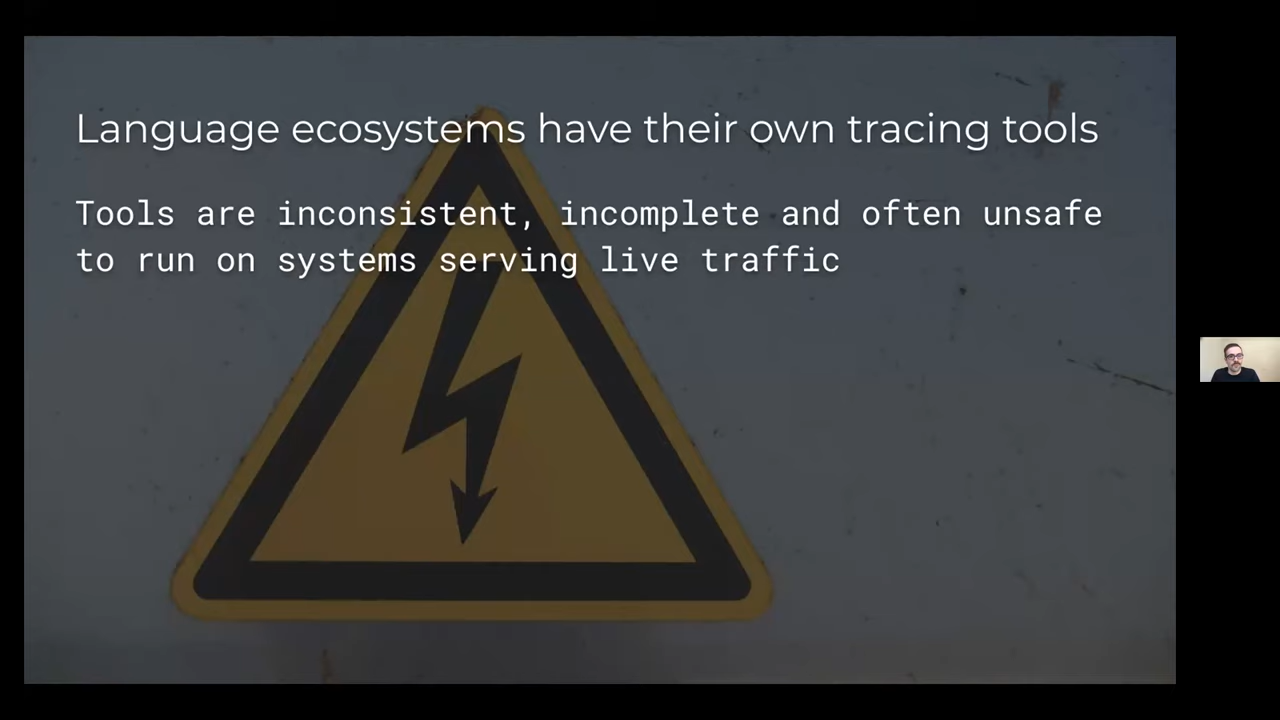 Language ecosystems have their own tracing tools
Tools are inconsistent, incomplete and often unsafe
to run on systems serving live traffic